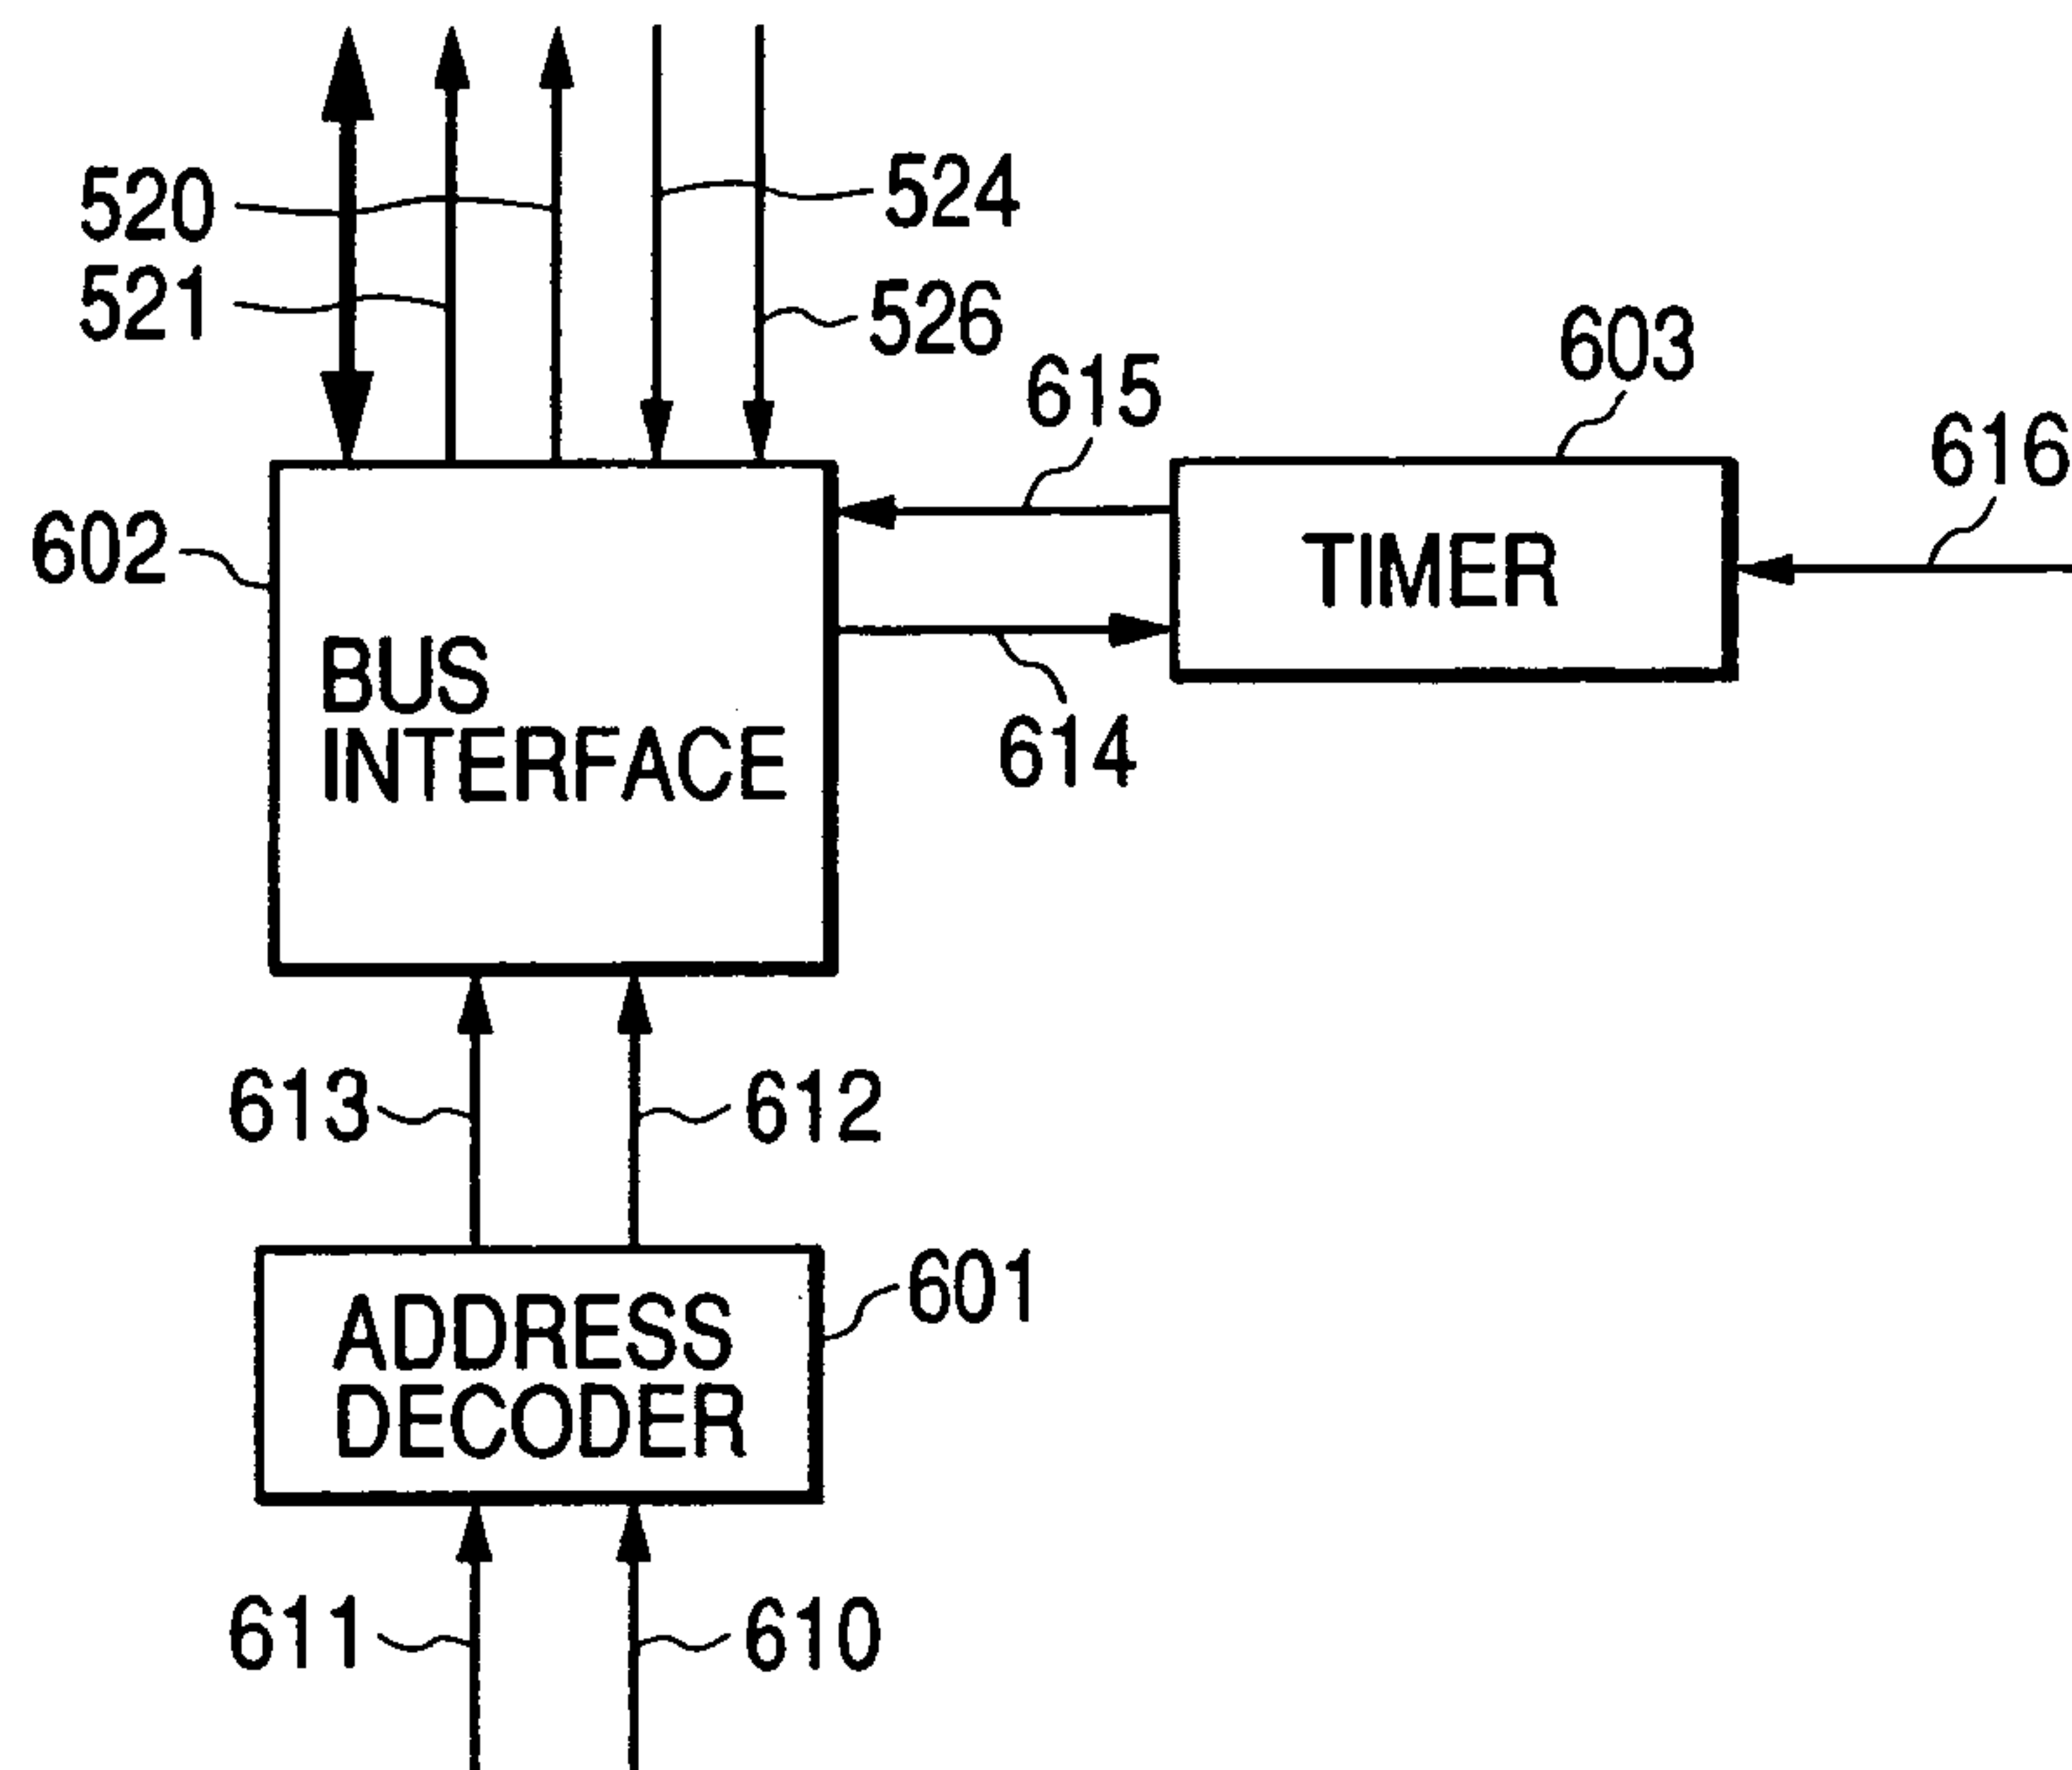 520
524
521
526
603
615
616
602
TIMER
BUS
INTERFACE
614
613
612
601
ADDRESS
DECODER
611
610